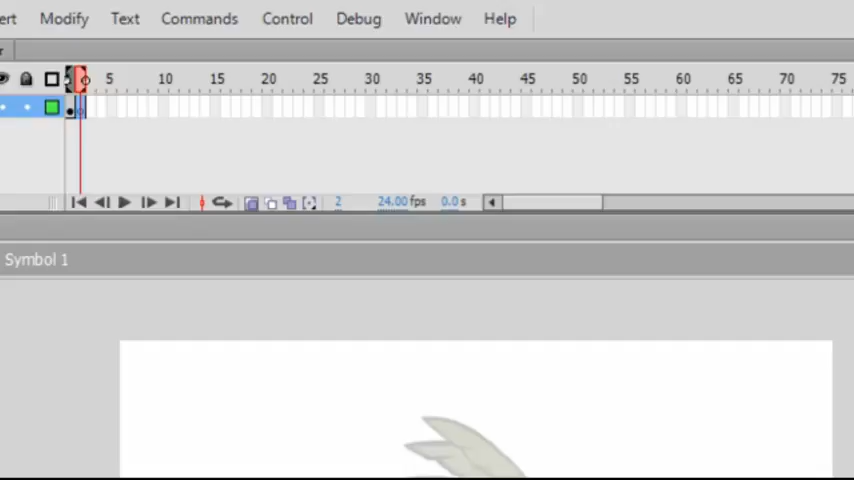 ert Modify Text Commands Control Debug Window Help
r
5 10 15 20 25 30 35 40 45 50 55 60 65 70 75
2 24.00 fps 0.0 s
Symbol 1